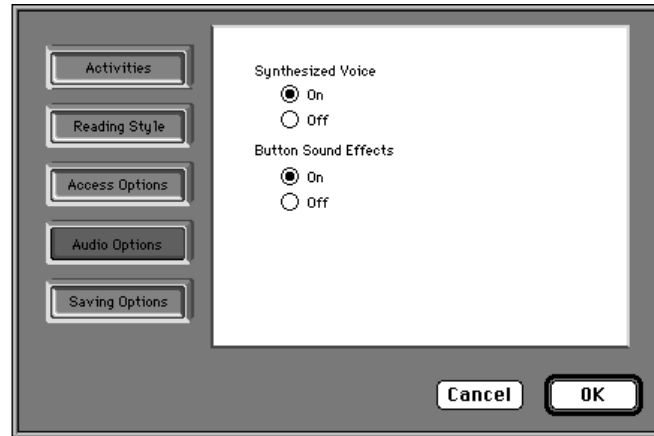 Activities
Reading Style
Access Options
Audio Options
Saving Options
Synthesized Voice
On
Off
Button Sound Effects
On
Off
Cancel
OK